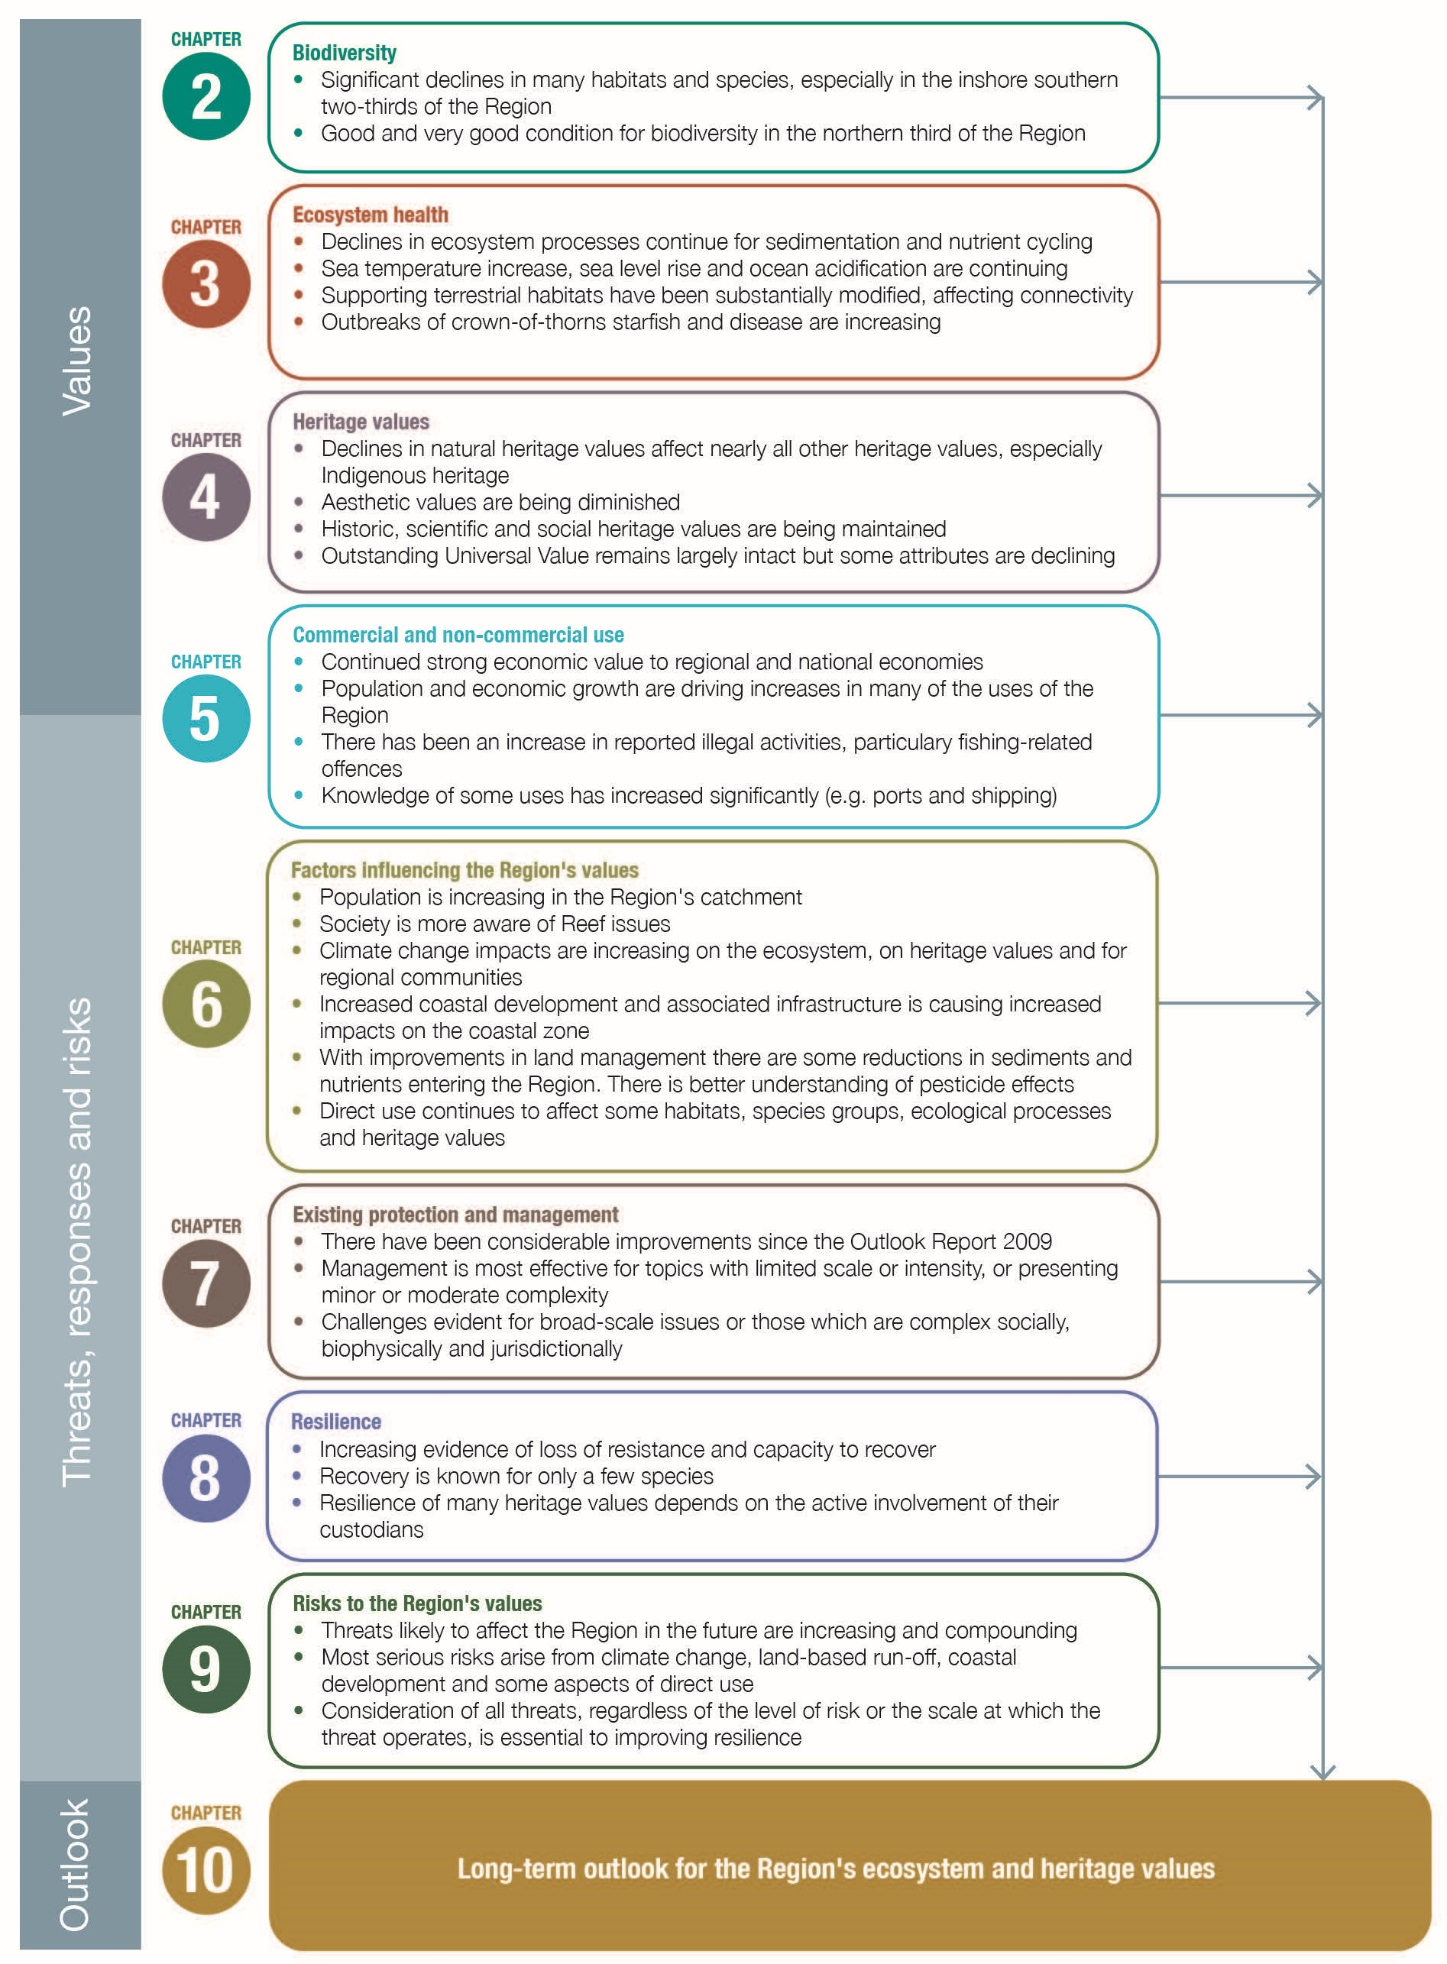 Values
CHAPTER
2
Biodiversity
• Significant declines in many habitats and species, especially in the inshore southern
two-thirds of the Region
• Good and very good condition for biodiversity in the northern third of the Region
CHAPTER
3
Ecosystem health
• Declines in ecosystem processes continue for sedimentation and nutrient cycling
• Sea temperature increase, sea level rise and ocean acidification are continuing
• Supporting terrestrial habitats have been substantially modified, affecting connectivity
• Outbreaks of crown-of-thorns starfish and disease are increasing
CHAPTER
4
Heritage values
• Declines in natural heritage values affect nearly all other heritage values, especially
Indigenous heritage
• Aesthetic values are being diminished
• Historic, scientific and social heritage values are being maintained
• Outstanding Universal Value remains largely intact but some attributes are declining
Threats, responses and risks
CHAPTER
5
Commercial and non-commercial use
• Continued strong economic value to regional and national economies
• Population and economic growth are driving increases in many of the uses of the
Region
• There has been an increase in reported illegal activities, particulary fishing-related
offences
• Knowledge of some uses has increased significantly (e.g. ports and shipping)
CHAPTER
6
Factors influencing the Region's values
• Population is increasing in the Region's catchment
• Society is more aware of Reef issues
• Climate change impacts are increasing on the ecosystem, on heritage values and for
regional communities
• Increased coastal development and associated infrastructure is causing increased
impacts on the coastal zone
• With improvements in land management there are some reductions in sediments and
nutrients entering the Region. There is better understanding of pesticide effects
• Direct use continues to affect some habitats, species groups, ecological processes
and heritage values
CHAPTER
7
Existing protection and management
• There have been considerable improvements since the Outlook Report 2009
• Management is most effective for topics with limited scale or intensity, or presenting
minor or moderate complexity
• Challenges evident for broad-scale issues or those which are complex socially,
biophysically and jurisdictionally
CHAPTER
8
Resilience
• Increasing evidence of loss of resistance and capacity to recover
• Recovery is known for only a few species
• Resilience of many heritage values depends on the active involvement of their
custodians
CHAPTER
9
Risks to the Region's values
• Threats likely to affect the Region in the future are increasing and compounding
• Most serious risks arise from climate change, land-based run-off, coastal
development and some aspects of direct use
• Consideration of all threats, regardless of the level of risk or the scale at which the
threat operates, is essential to improving resilience
Outlook
CHAPTER
10
Long-term outlook for the Region's ecosystem and heritage values